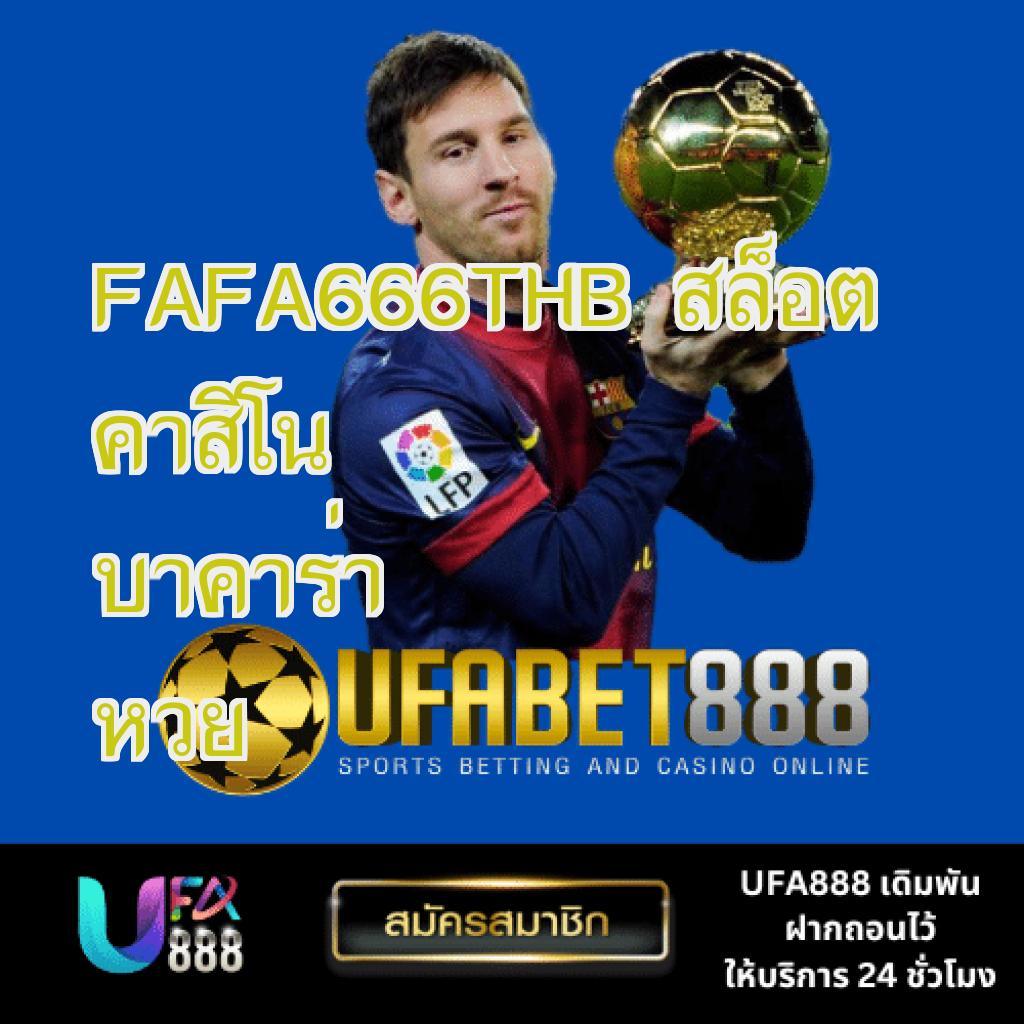 FAFA666THB สล็อต
คาสิโน
บาคาร่า
หวย
LFP
UFABET888
SPORTS BETTING AND CASINO ONLINE
UFA
888
สมัครสมาชิก
UFA888 เดิมพัน
ฝากถอนไว้
ให้บริการ 24 ชั่วโมง